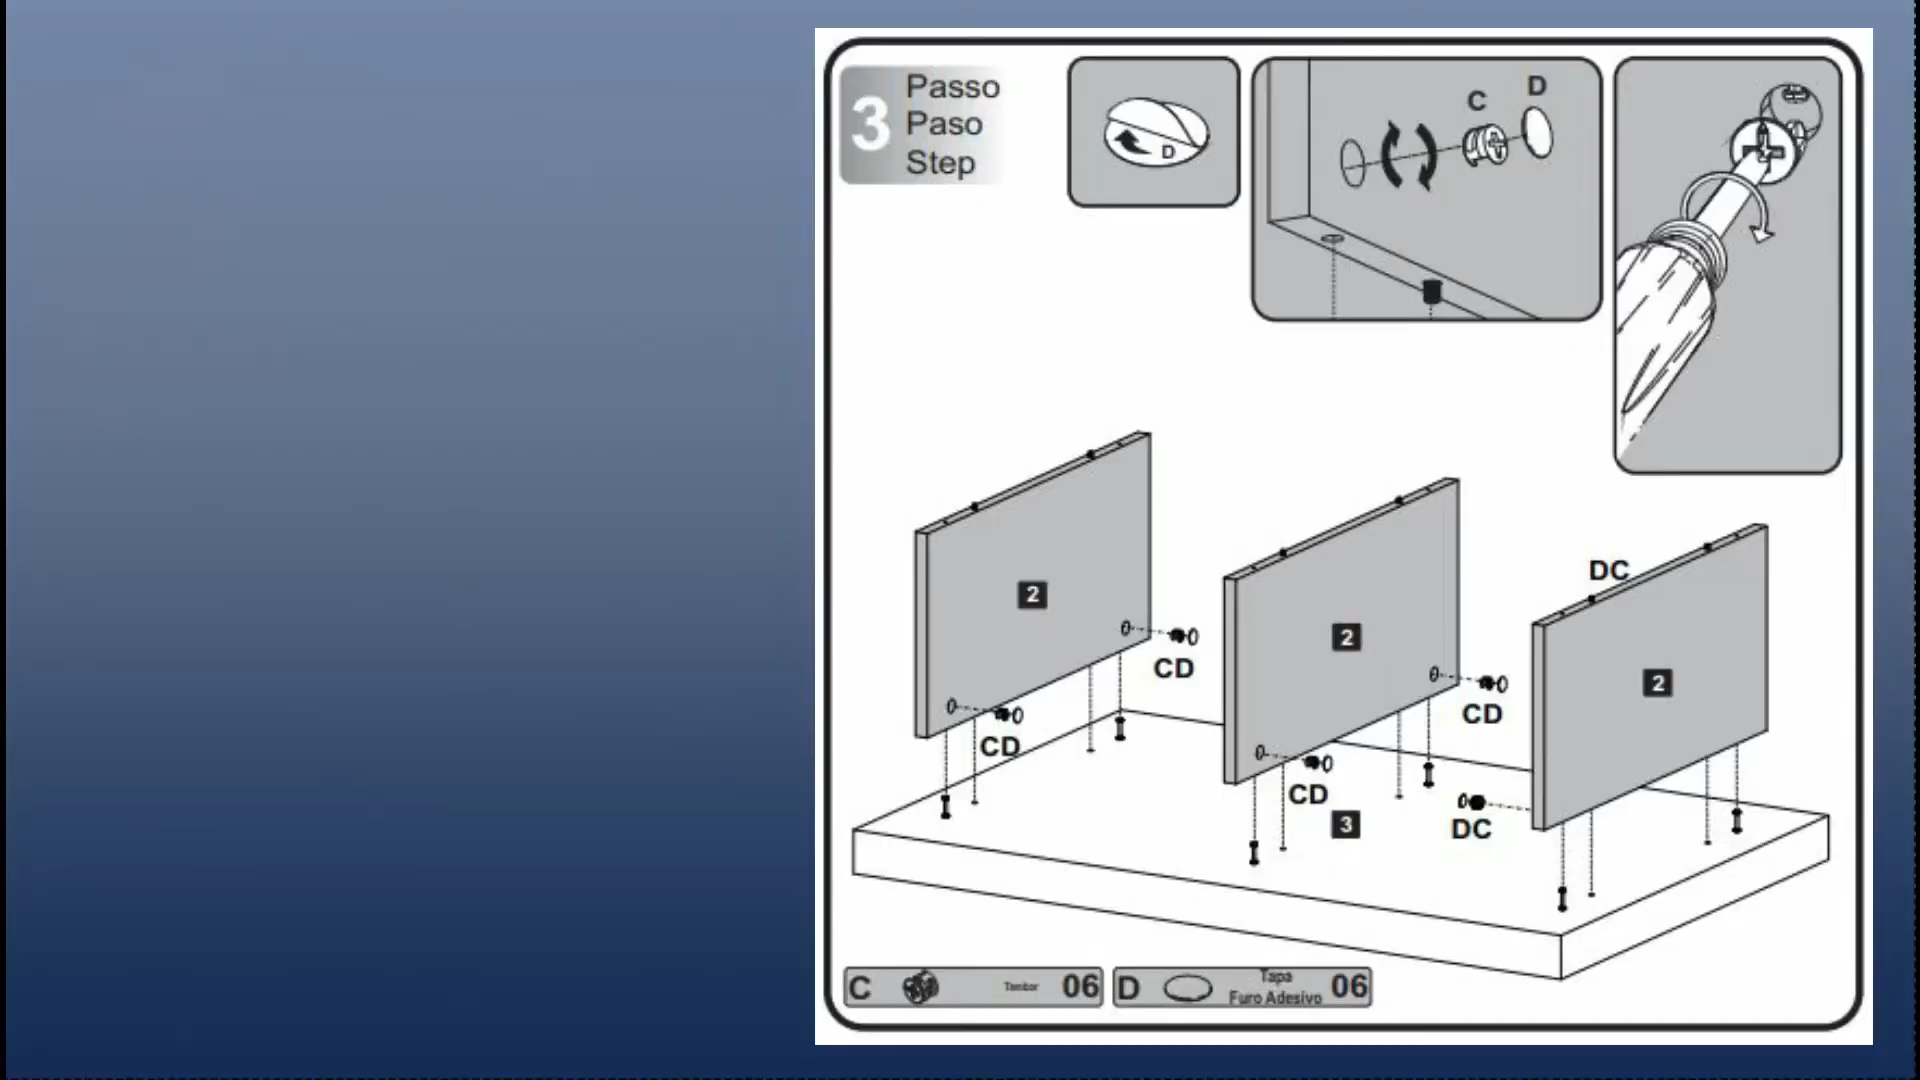 3
Passo
Paso
Step
D
C
D
2
CD
CD
2
CD
CD
DC
2
DC
3
C Tambor 06
D Tapa Furo Adesivo 06